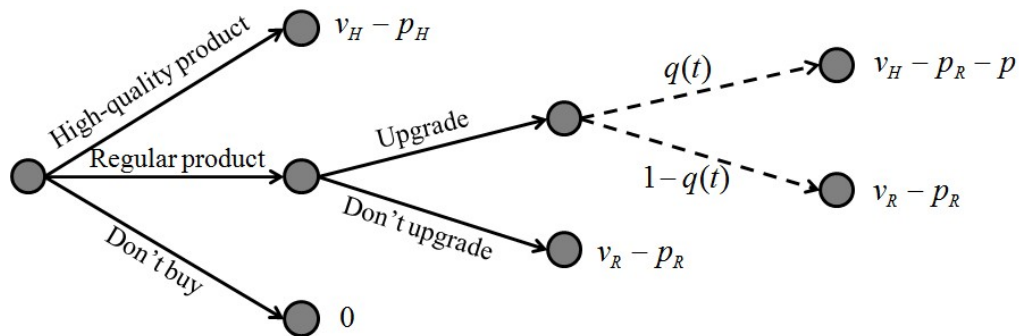 High-quality product
v_H − p_H
Regular product
Don't buy
0
Upgrade
Don't upgrade
v_R − p_R
q(t)
1−q(t)
v_H − p_R − p
v_R − p_R